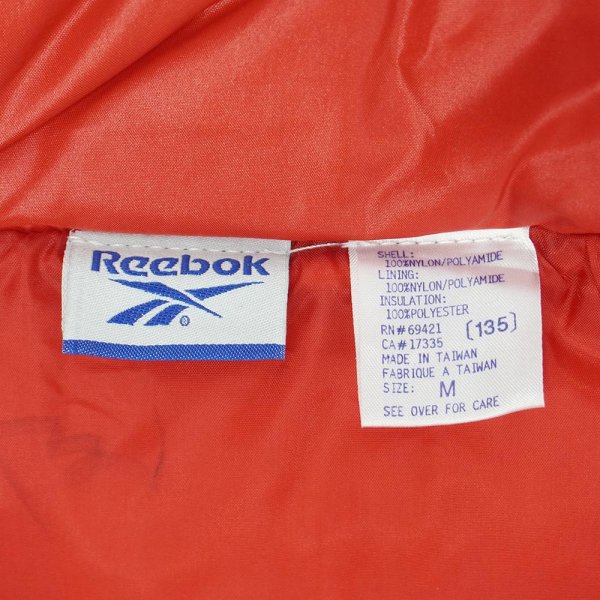 Reebok
®
SHELL:
100%NYLON/POLYAMIDE
LINING:
100%NYLON/POLYAMIDE
INSULATION:
100%POLYESTER
RN#69421 [135]
CA#17335
MADE IN TAIWAN
FABRIQUE A TAIWAN
SIZE: M
SEE OVER FOR CARE